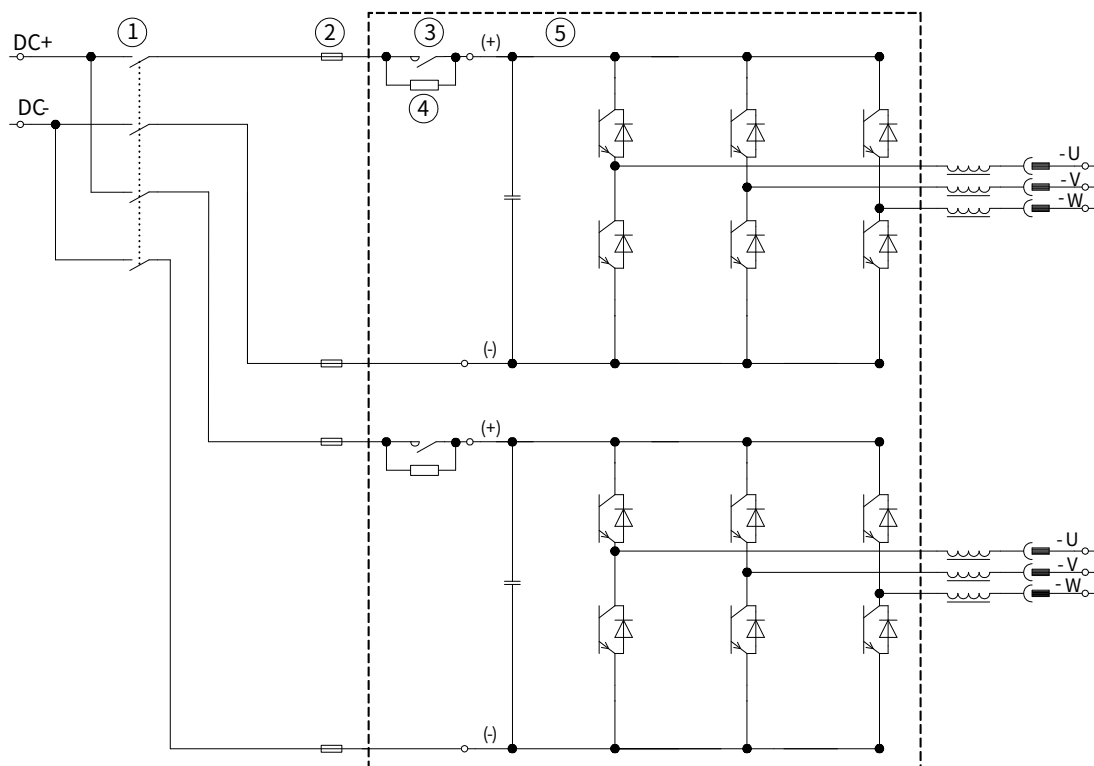 ① ② ③ (+) ⑤
DC+
④
DC-
-U
-V
-W
(-)
(+)
-U
-V
-W
(-)